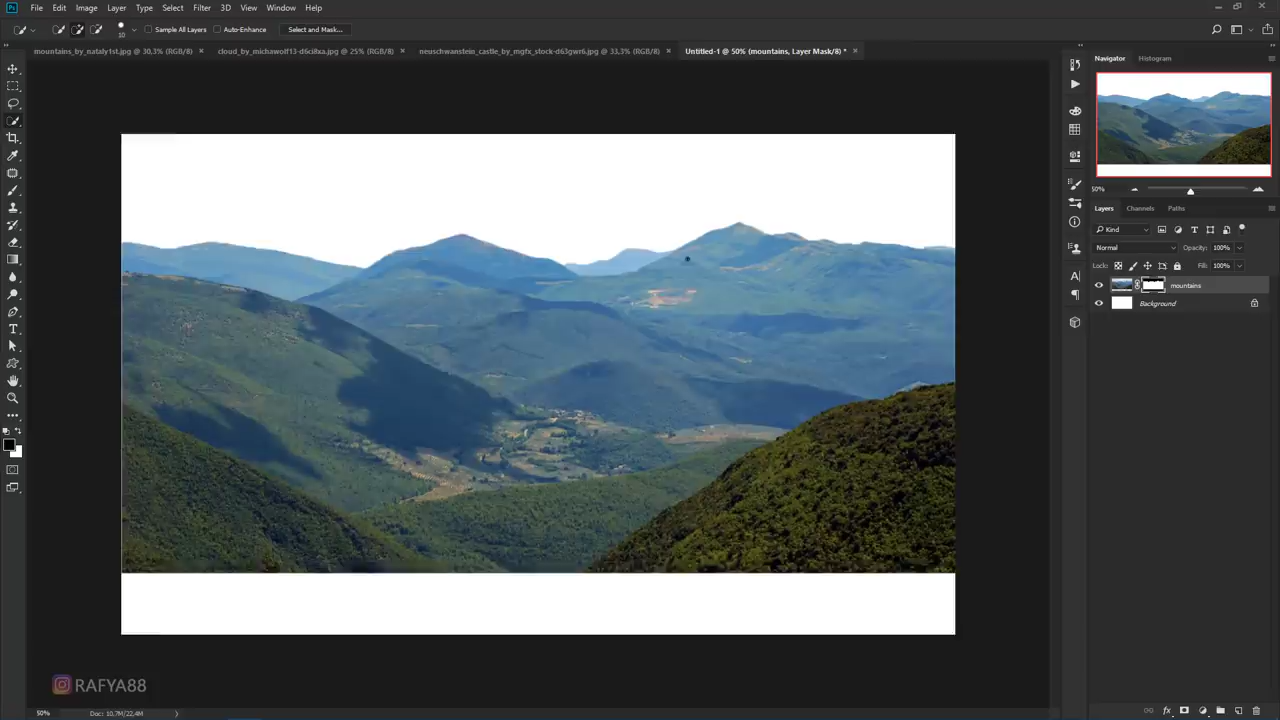 Ps File Edit Image Layer Type Select Filter 3D View Window Help
10 Sample All Layers Auto-Enhance Select and Mask...
mountains_by_nataly1st.jpg @ 30,3% (RGB/8) × cloud_by_michawolf13-d6ci8xa.jpg @ 25% (RGB/8) × neuschwanstein_castle_by_mgfx_stock-d63gwr6.jpg @ 33,3% (RGB/8) × Untitled-1 @ 50% (mountains, Layer Mask/8) * ×
Navigator Histogram
50%
Layers Channels Paths
Kind
Normal Opacity: 100%
Lock: Fill: 100%
mountains
Background
RAFYA88
50% Doc: 10,7M/22,4M